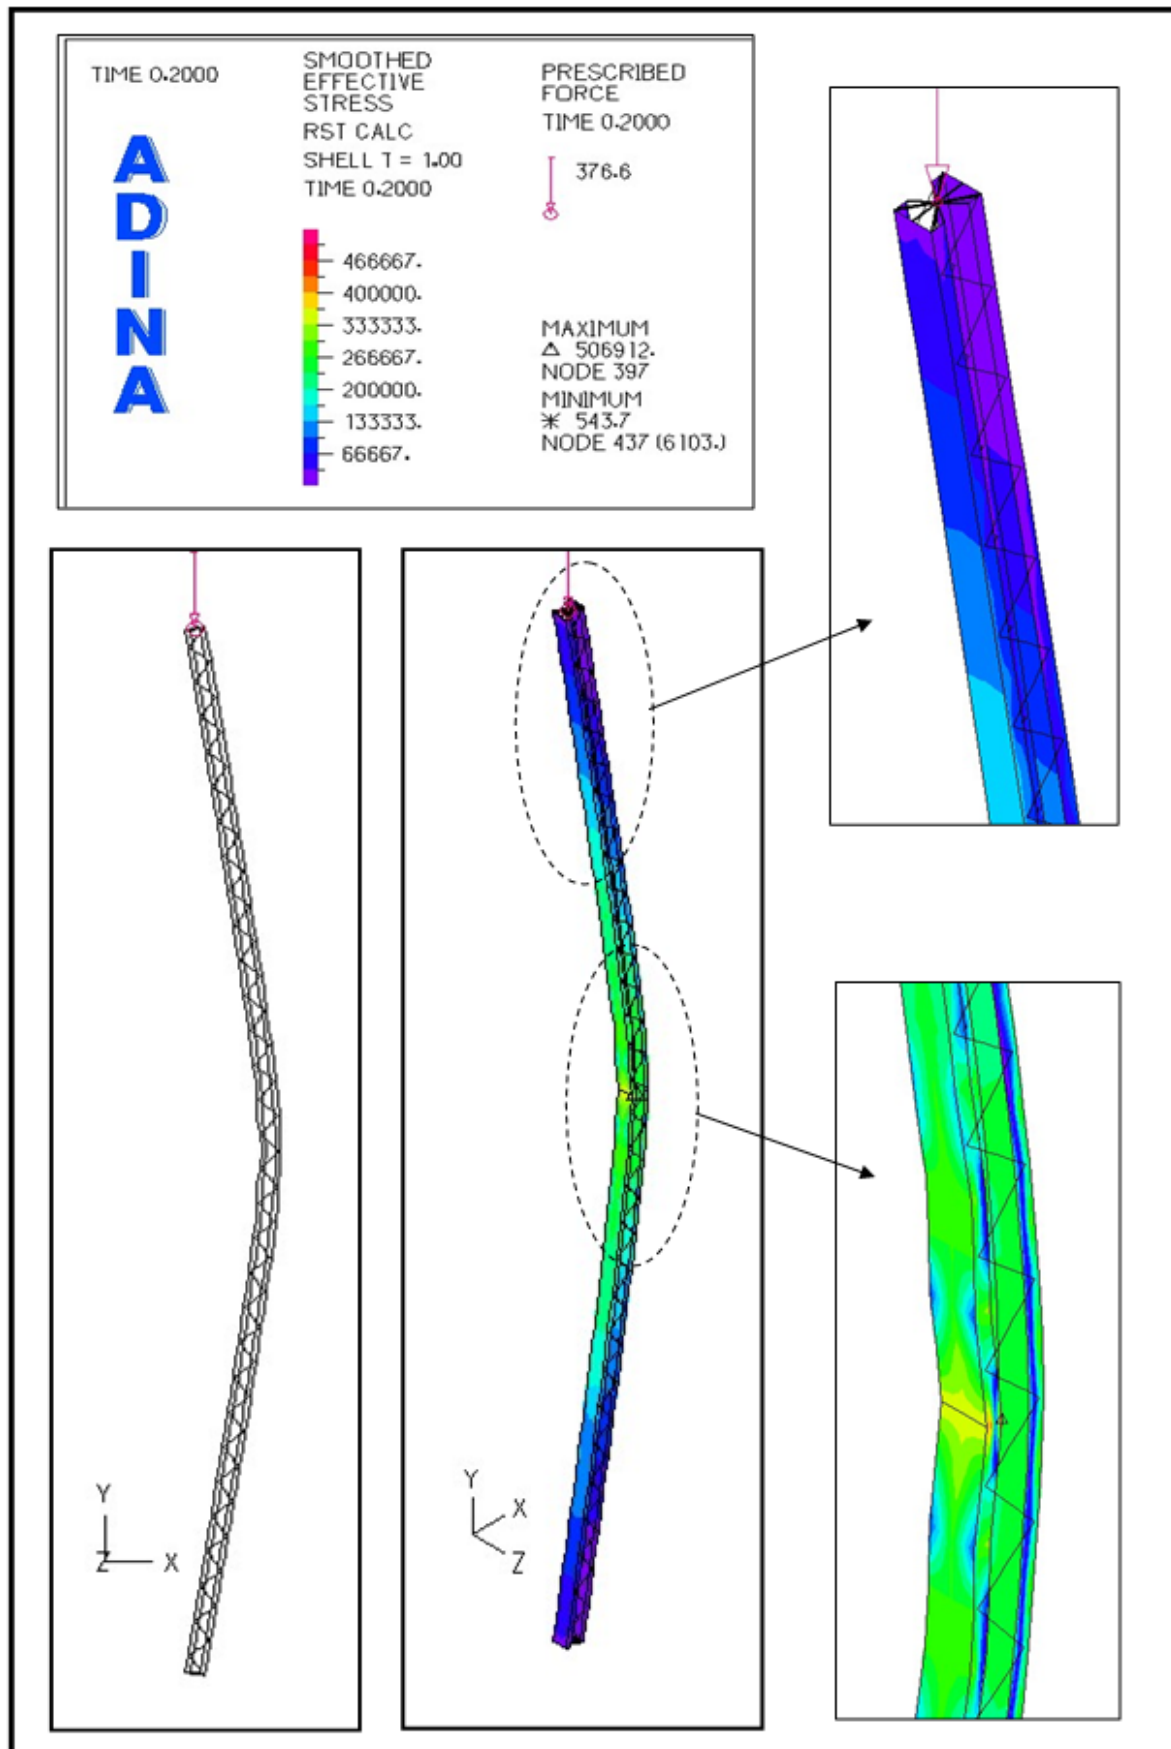 TIME 0.2000
ADINA
SMOOTHED
EFFECTIVE
STRESS
RST CALC
SHELL T = 1.00
TIME 0.2000
466667.
400000.
333333.
266667.
200000.
133333.
66667.
PRESCRIBED
FORCE
TIME 0.2000
376.6
MAXIMUM
△ 506912.
NODE 397
MINIMUM
✳ 543.7
NODE 437 (6103.)
Y
Z X
Y
X
Z